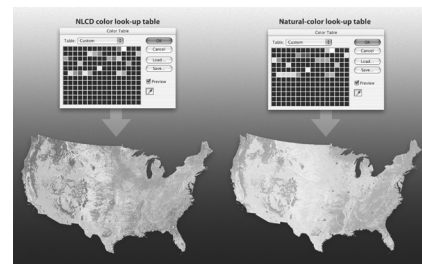 NLCD color look-up table
Color Table
Table: Custom
OK
Cancel
Load...
Save...
Preview
Natural-color look-up table
Color Table
Table: Custom
OK
Cancel
Load...
Save...
Preview